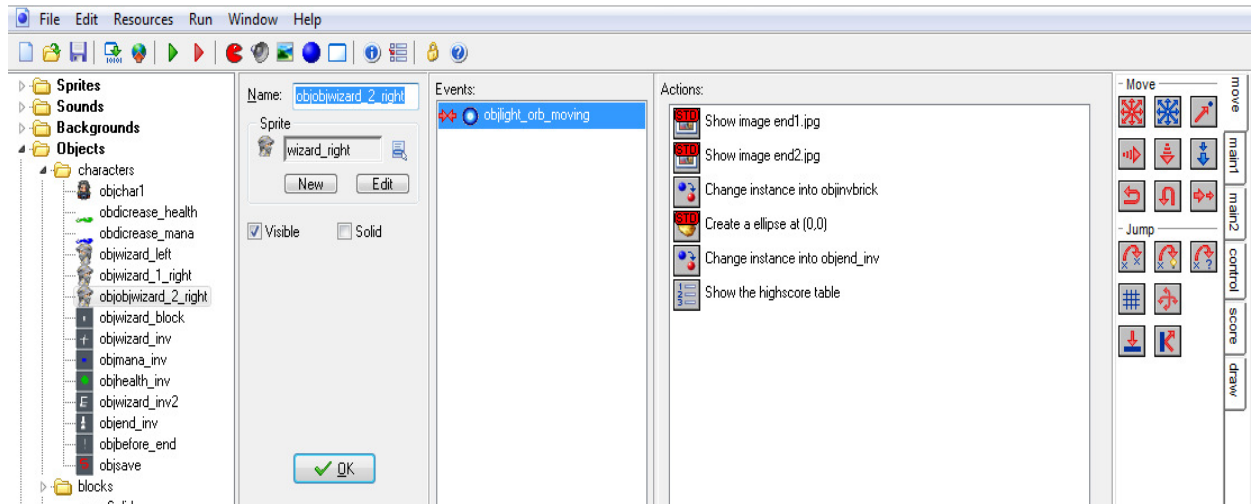 File Edit Resources Run Window Help
Sprites
Sounds
Backgrounds
Objects
characters
objchar1
obdicrease_health
obdicrease_mana
objwizard_left
objwizard_1_right
objobjwizard_2_right
objwizard_block
objwizard_inv
objmana_inv
objhealth_inv
objwizard_inv2
objend_inv
objbefore_end
objsave
blocks
Name: objobjwizard_2_right
Sprite
wizard_right
New Edit
Visible Solid
OK
Events:
objlight_orb_moving
Actions:
STD Show image end1.jpg
STD Show image end2.jpg
Change instance into objinvbrick
STD Create a ellipse at (0,0)
Change instance into objend_inv
Show the highscore table
Move
Jump
move
main1
main2
control
score
draw